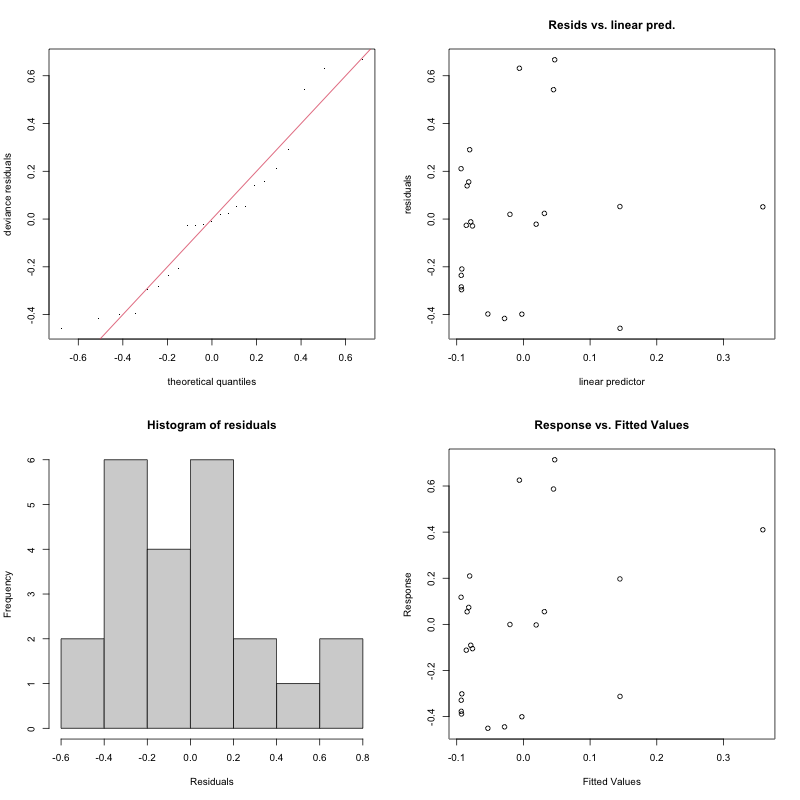 deviance residuals
0.6
0.4
0.2
0.0
-0.2
-0.4
-0.6 -0.4 -0.2 0.0 0.2 0.4 0.6
theoretical quantiles
Resids vs. linear pred.
residuals
0.6
0.4
0.2
0.0
-0.2
-0.4
-0.1 0.0 0.1 0.2 0.3
linear predictor
Histogram of residuals
Frequency
6
5
4
3
2
1
0
-0.6 -0.4 -0.2 0.0 0.2 0.4 0.6 0.8
Residuals
Response vs. Fitted Values
Response
0.6
0.4
0.2
0.0
-0.2
-0.4
-0.1 0.0 0.1 0.2 0.3
Fitted Values